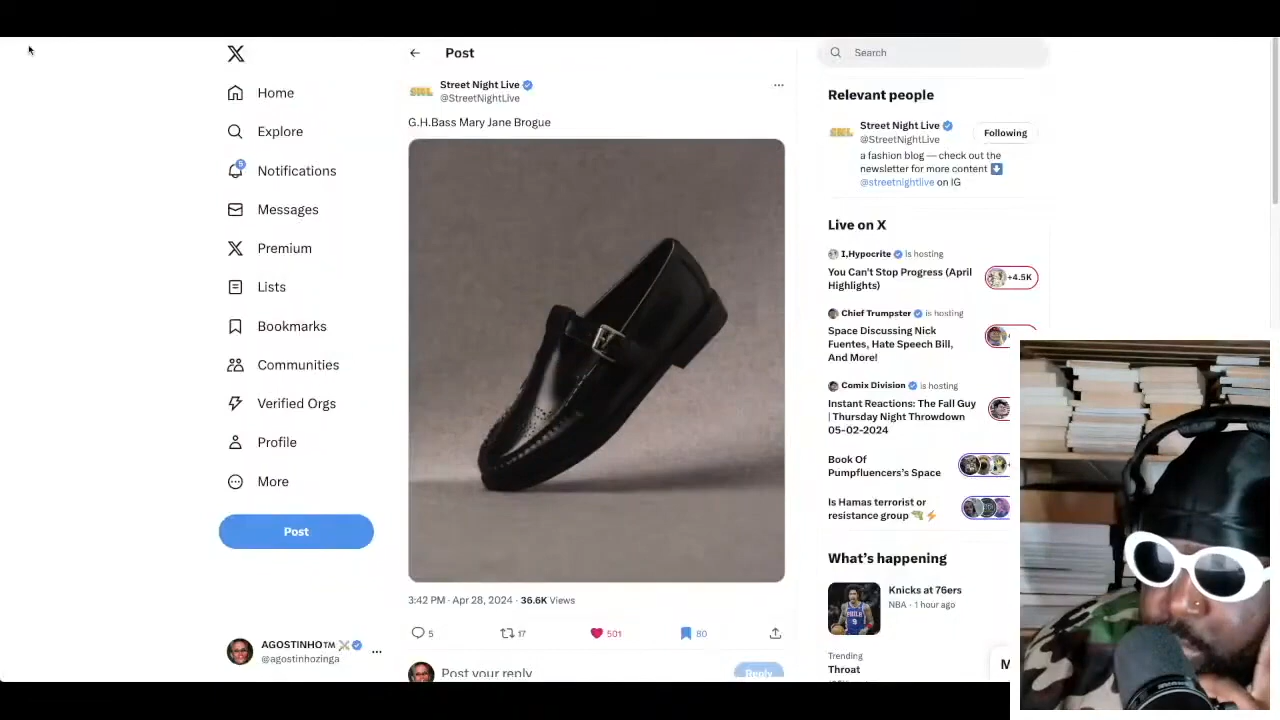 Home
Explore
5
Notifications
Messages
Premium
Lists
Bookmarks
Communities
Verified Orgs
Profile
More
Post
AGOSTINHO™
@agostinhozinga
Post
Street Night Live
@StreetNightLive
G.H.Bass Mary Jane Brogue
3:42 PM · Apr 28, 2024 · 36.6K Views
5
17
501
80
Post your reply
Reply
Search
Relevant people
Street Night Live
@StreetNightLive
Following
a fashion blog — check out the
newsletter for more content
@streetnightlive on IG
Live on X
I,Hypocrite is hosting
You Can't Stop Progress (April
Highlights)
+4.5K
Chief Trumpster is hosting
Space Discussing Nick
Fuentes, Hate Speech Bill,
And More!
Comix Division is hosting
Instant Reactions: The Fall Guy
| Thursday Night Throwdown
05-02-2024
Book Of
Pumpfluencers's Space
Is Hamas terrorist or
resistance group
What's happening
Knicks at 76ers
NBA · 1 hour ago
Trending
Throat